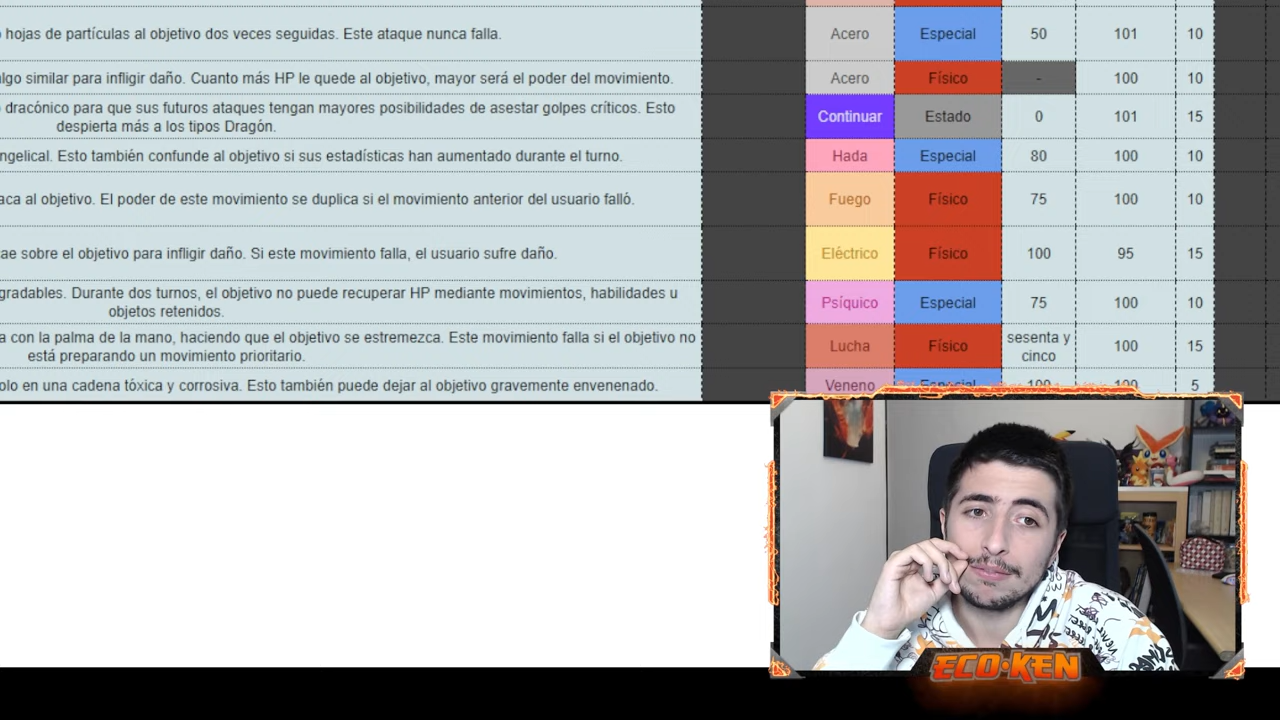 hojas de partículas al objetivo dos veces seguidas. Este ataque nunca falla. Acero Especial 50 101 10
lgo similar para infligir daño. Cuanto más HP le quede al objetivo, mayor será el poder del movimiento. Acero Físico - 100 10
dracónico para que sus futuros ataques tengan mayores posibilidades de asestar golpes críticos. Esto
despierta más a los tipos Dragón. Continuar Estado 0 101 15
ngelical. Esto también confunde al objetivo si sus estadísticas han aumentado durante el turno. Hada Especial 80 100 10
aca al objetivo. El poder de este movimiento se duplica si el movimiento anterior del usuario falló. Fuego Físico 75 100 10
ae sobre el objetivo para infligir daño. Si este movimiento falla, el usuario sufre daño. Eléctrico Físico 100 95 15
gradables. Durante dos turnos, el objetivo no puede recuperar HP mediante movimientos, habilidades u
objetos retenidos. Psíquico Especial 75 100 10
a con la palma de la mano, haciendo que el objetivo se estremezca. Este movimiento falla si el objetivo no
está preparando un movimiento prioritario. Lucha Físico sesenta y
cinco 100 15
olo en una cadena tóxica y corrosiva. Esto también puede dejar al objetivo gravemente envenenado. Veneno Especial 100 100 5
ECO·KEN